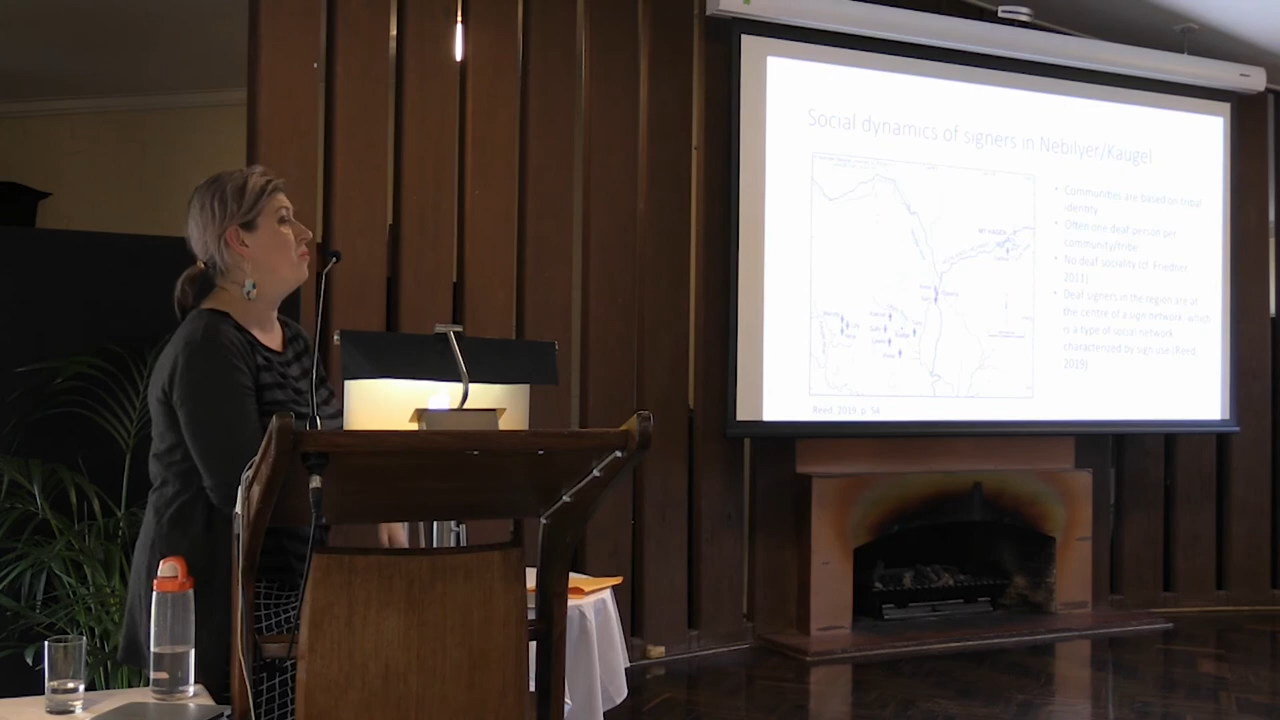 Social dynamics of signers in Nebilyer/Kaugel
• Communities are based on tribal
identity
• Often one deaf person per
community/tribe
• No deaf sociality (cf. Friedner
2011)
• Deaf signers in the region are at
the centre of a sign network, which
is a type of social network
characterized by sign use (Reed,
2019)
MT HAGEN
Reed, 2019, p. 54